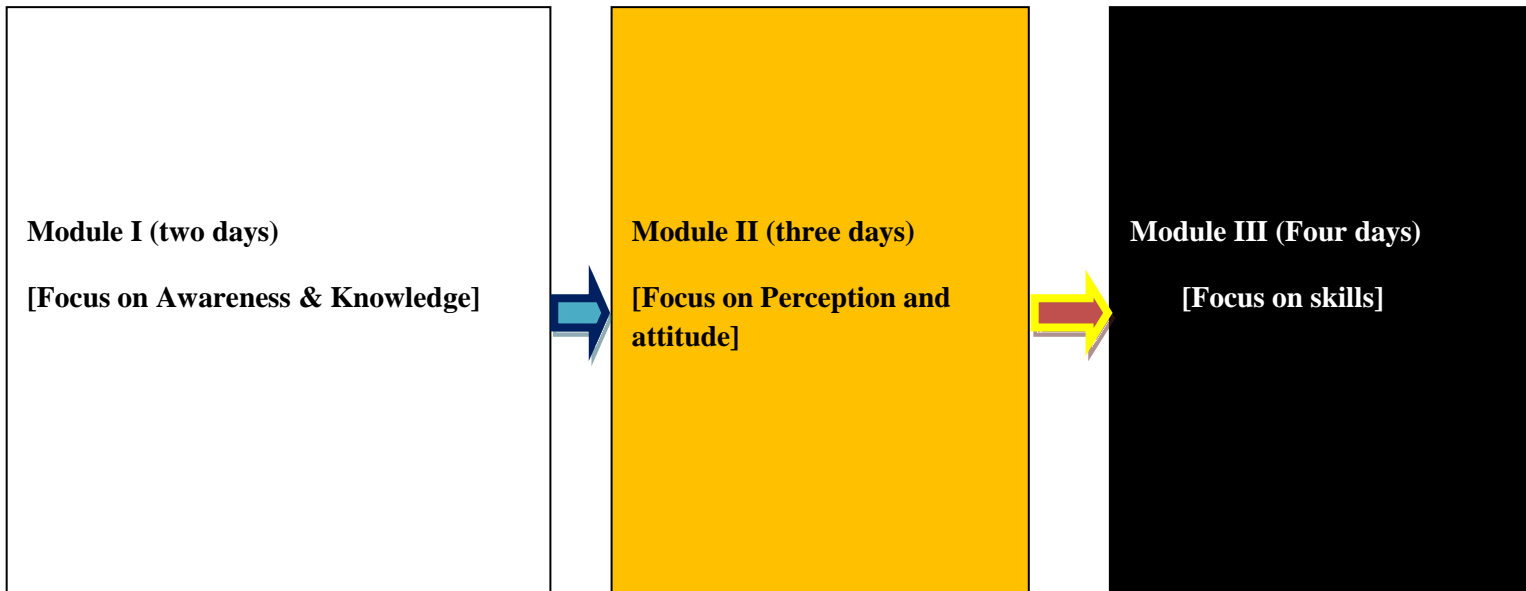 Module I (two days)
[Focus on Awareness & Knowledge]
Module II (three days)
[Focus on Perception and
attitude]
Module III (Four days)
[Focus on skills]